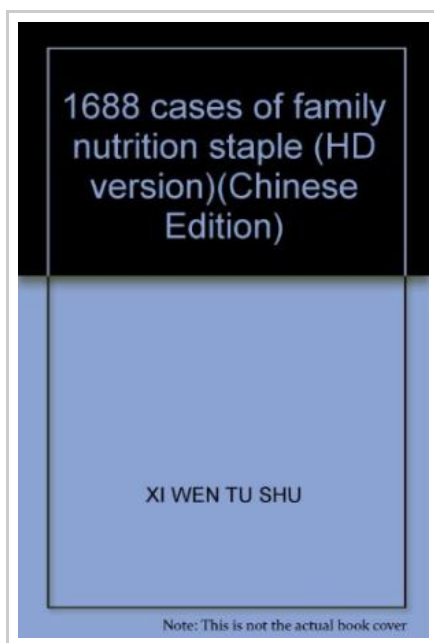 1688 cases of family
nutrition staple (HD
version)(Chinese
Edition)
XI WEN TU SHU
Note: This is not the actual book cover